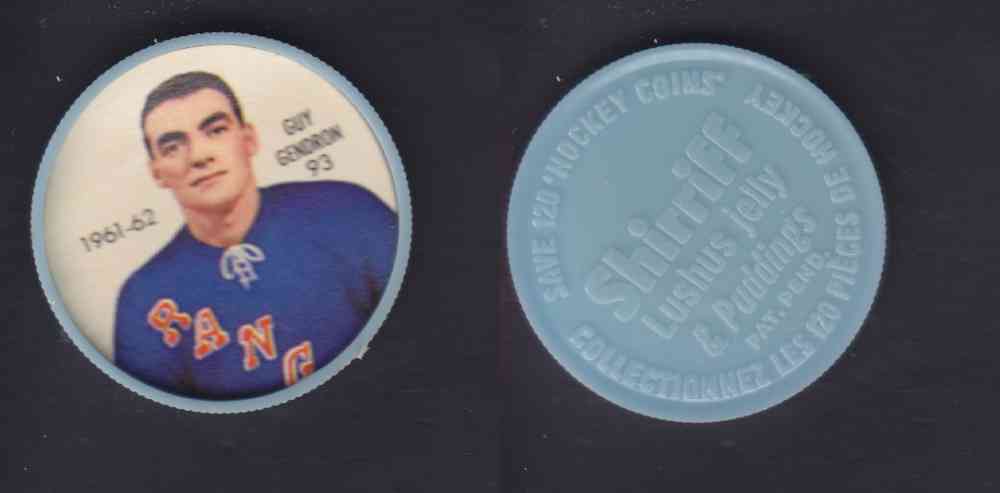 GUY
GENDRON
93
1961-62
RANG
SAVE 120 "HOCKEY COINS"
Shirriff
Lushus jelly
& Puddings
PAT. PEND.
COLLECTIONNEZ LES 120 PIÈCES DE HOCKEY